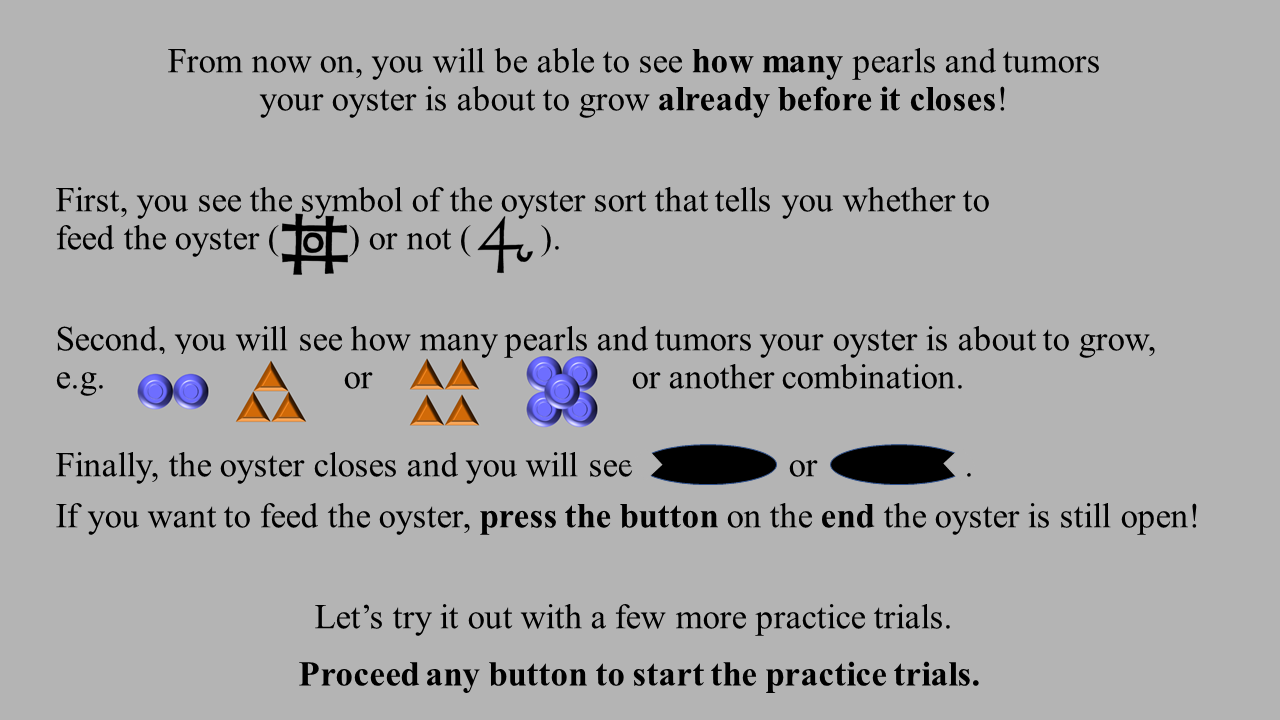 From now on, you will be able to see how many pearls and tumors
your oyster is about to grow already before it closes!
First, you see the symbol of the oyster sort that tells you whether to
feed the oyster ( ) or not ( ).
Second, you will see how many pearls and tumors your oyster is about to grow,
e.g. or or another combination.
Finally, the oyster closes and you will see or .
If you want to feed the oyster, press the button on the end the oyster is still open!
Let’s try it out with a few more practice trials.
Proceed any button to start the practice trials.